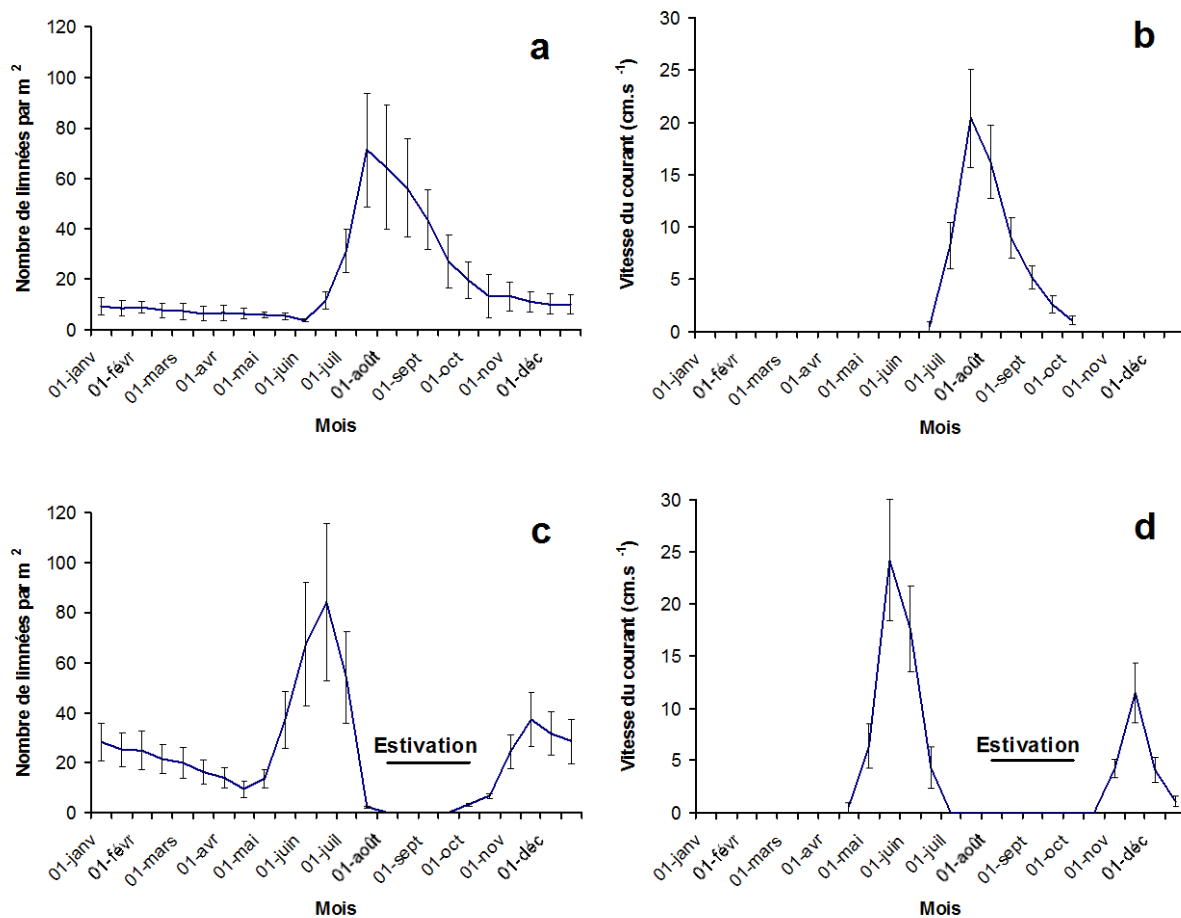 a
Nombre de limnées par m ²
120
100
80
60
40
20
0
01-janv
01-févr
01-mars
01-avr
01-mai
01-juin
01-juil
01-août
01-sept
01-oct
01-nov
01-déc
Mois
b
Vitesse du courant (cm.s ⁻¹)
30
25
20
15
10
5
0
01-janv
01-févr
01-mars
01-avr
01-mai
01-juin
01-juil
01-août
01-sept
01-oct
01-nov
01-déc
Mois
c
Nombre de limnées par m ²
120
100
80
60
40
20
0
Estivation
01-janv
01-févr
01-mars
01-avr
01-mai
01-juin
01-juil
01-août
01-sept
01-oct
01-nov
01-déc
Mois
d
Vitesse du courant (cm.s ⁻¹)
30
25
20
15
10
5
0
Estivation
01-janv
01-févr
01-mars
01-avr
01-mai
01-juin
01-juil
01-août
01-sept
01-oct
01-nov
01-déc
Mois